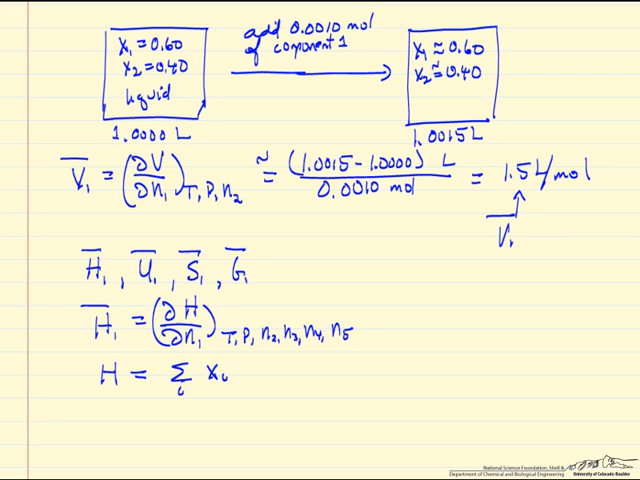 x₁ = 0.60
x₂ = 0.40
liquid
1.0000 L
add 0.0010 mol
of component 1
x₁ ≈ 0.60
x₂ ≈ 0.40
1.0015 L
V̄₁ = (∂V/∂n₁)T, P, n₂ ≅ (1.0015 - 1.0000) L / 0.0010 mol = 1.5 L/mol
V̄₁
H̄₁, Ū₁, S̄₁, Ḡ₁
H̄₁ = (∂H/∂n₁)T, P, n₂, n₃, n₄, n₅
H = Σᵢ xᵢ
National Science Foundation, Shell &
Department of Chemical and Biological Engineering
University of Colorado Boulder